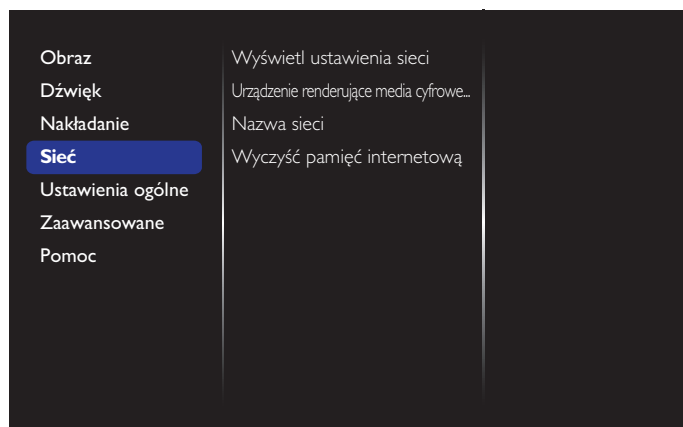 Obraz
Dźwięk
Nakładanie
Sieć
Ustawienia ogólne
Zaawansowane
Pomoc
Wyświetl ustawienia sieci
Urządzenie renderujące media cyfrowe...
Nazwa sieci
Wyczyść pamięć internetową